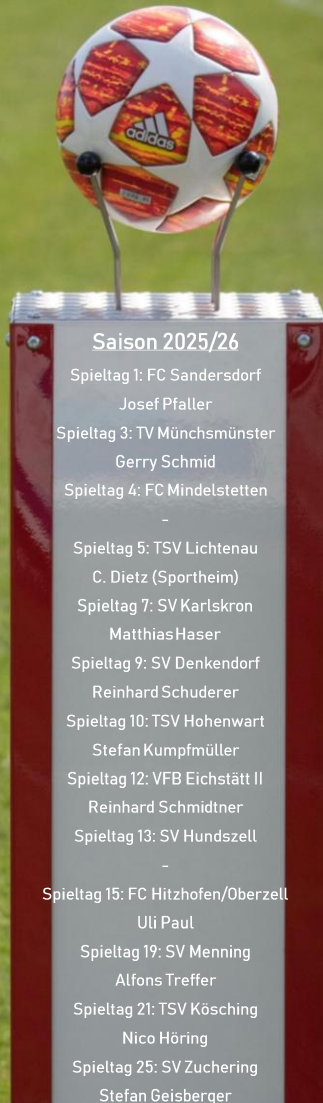 adidas
Saison 2025/26
Spieltag 1: FC Sandersdorf
Josef Pfaller
Spieltag 3: TV Münchsmünster
Gerry Schmid
Spieltag 4: FC Mindelstetten
-
Spieltag 5: TSV Lichtenau
C. Dietz (Sportheim)
Spieltag 7: SV Karlskron
Matthias Haser
Spieltag 9: SV Denkendorf
Reinhard Schuderer
Spieltag 10: TSV Hohenwart
Stefan Kumpfmüller
Spieltag 12: VFB Eichstätt II
Reinhard Schmidtner
Spieltag 13: SV Hundszell
-
Spieltag 15: FC Hitzhofen/Oberzell
Uli Paul
Spieltag 19: SV Menning
Alfons Treffer
Spieltag 21: TSV Kösching
Nico Höring
Spieltag 25: SV Zuchering
Stefan Geisberger